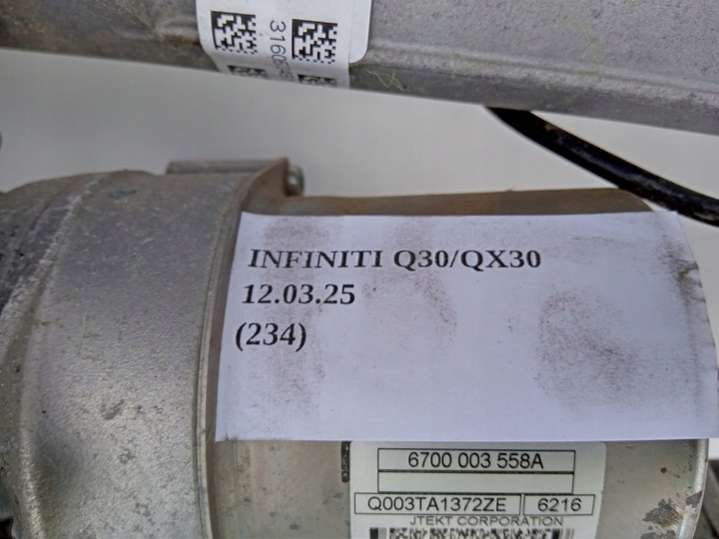 INFINITI Q30/QX30
12.03.25
(234)
6700 003 558A
Q003TA1372ZE 6216
JTEKT CORPORATION